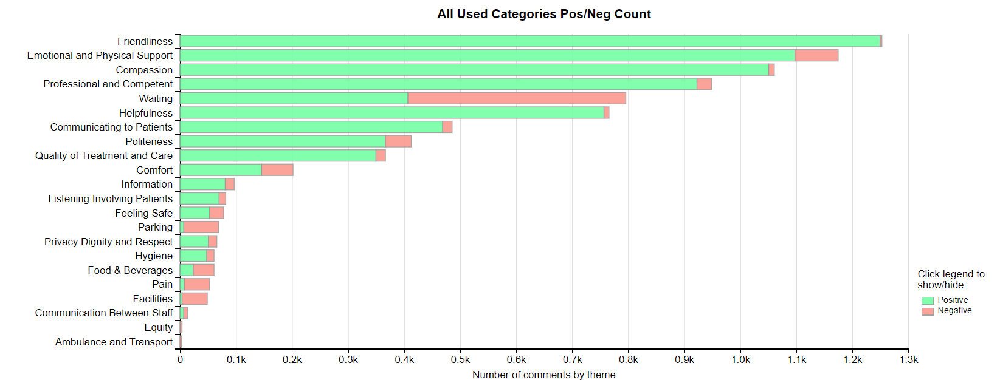 All Used Categories Pos/Neg Count
Friendliness
Emotional and Physical Support
Compassion
Professional and Competent
Waiting
Helpfulness
Communicating to Patients
Politeness
Quality of Treatment and Care
Comfort
Information
Listening Involving Patients
Feeling Safe
Parking
Privacy Dignity and Respect
Hygiene
Food & Beverages
Pain
Facilities
Communication Between Staff
Equity
Ambulance and Transport
0 0.1k 0.2k 0.3k 0.4k 0.5k 0.6k 0.7k 0.8k 0.9k 1.0k 1.1k 1.2k 1.3k
Number of comments by theme
Click legend to
show/hide:
Positive
Negative